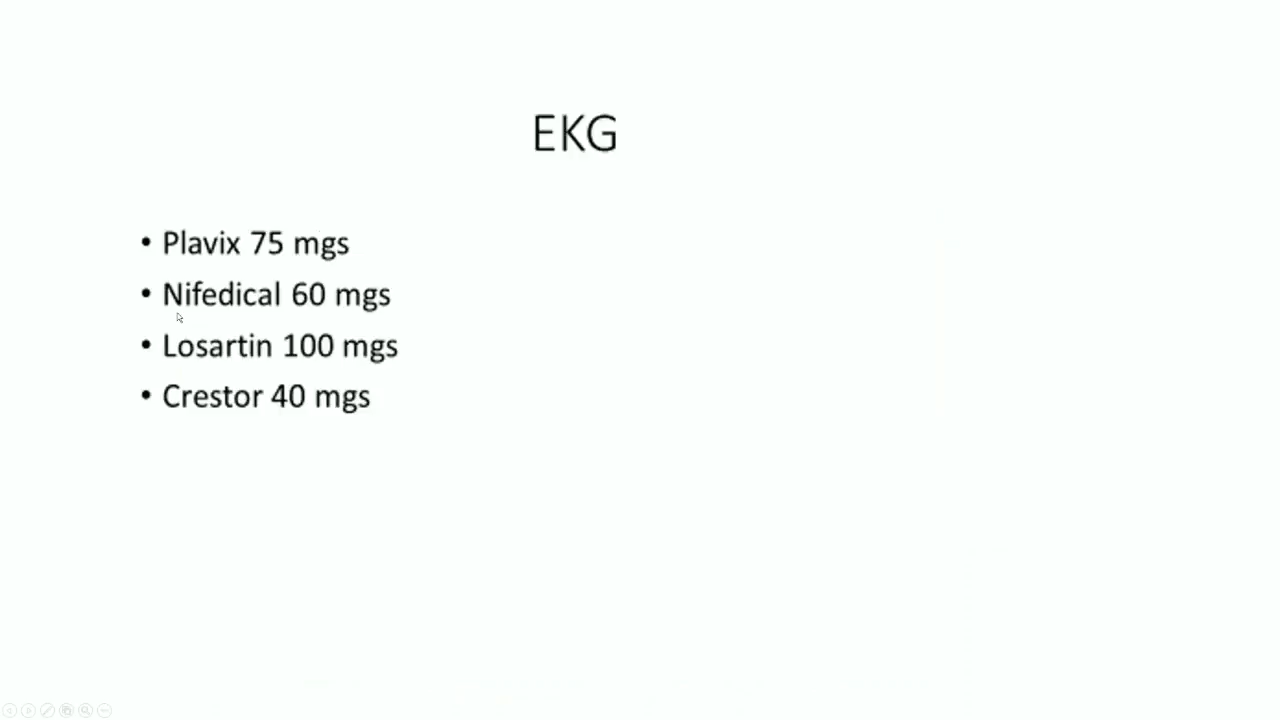 EKG
• Plavix 75 mgs
• Nifedical 60 mgs
• Losartin 100 mgs
• Crestor 40 mgs